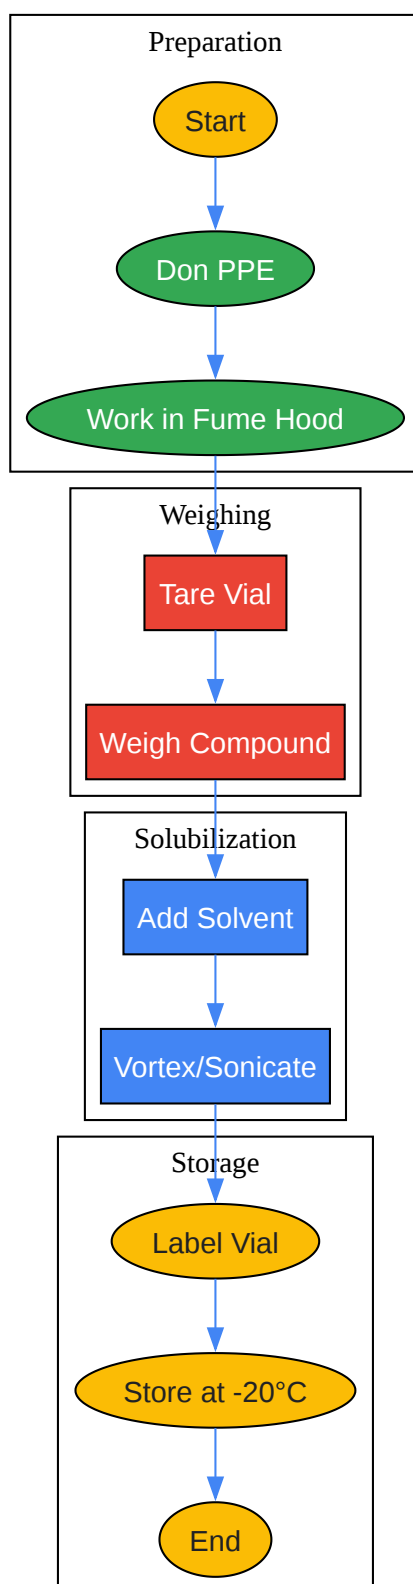 Preparation
Start
Don PPE
Work in Fume Hood
Weighing
Tare Vial
Weigh Compound
Solubilization
Add Solvent
Vortex/Sonicate
Storage
Label Vial
Store at -20°C
End